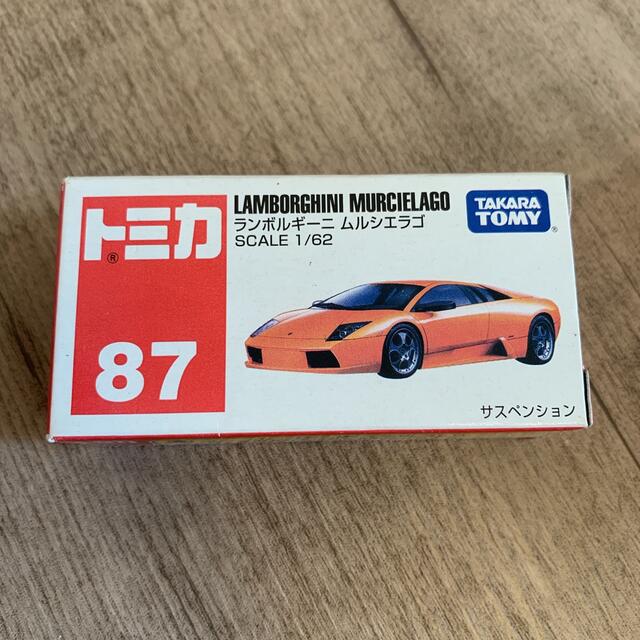 トミカ
®
87
LAMBORGHINI MURCIELAGO
ランボルギーニ ムルシエラゴ
SCALE 1/62
TAKARA
TOMY
®
サスペンション